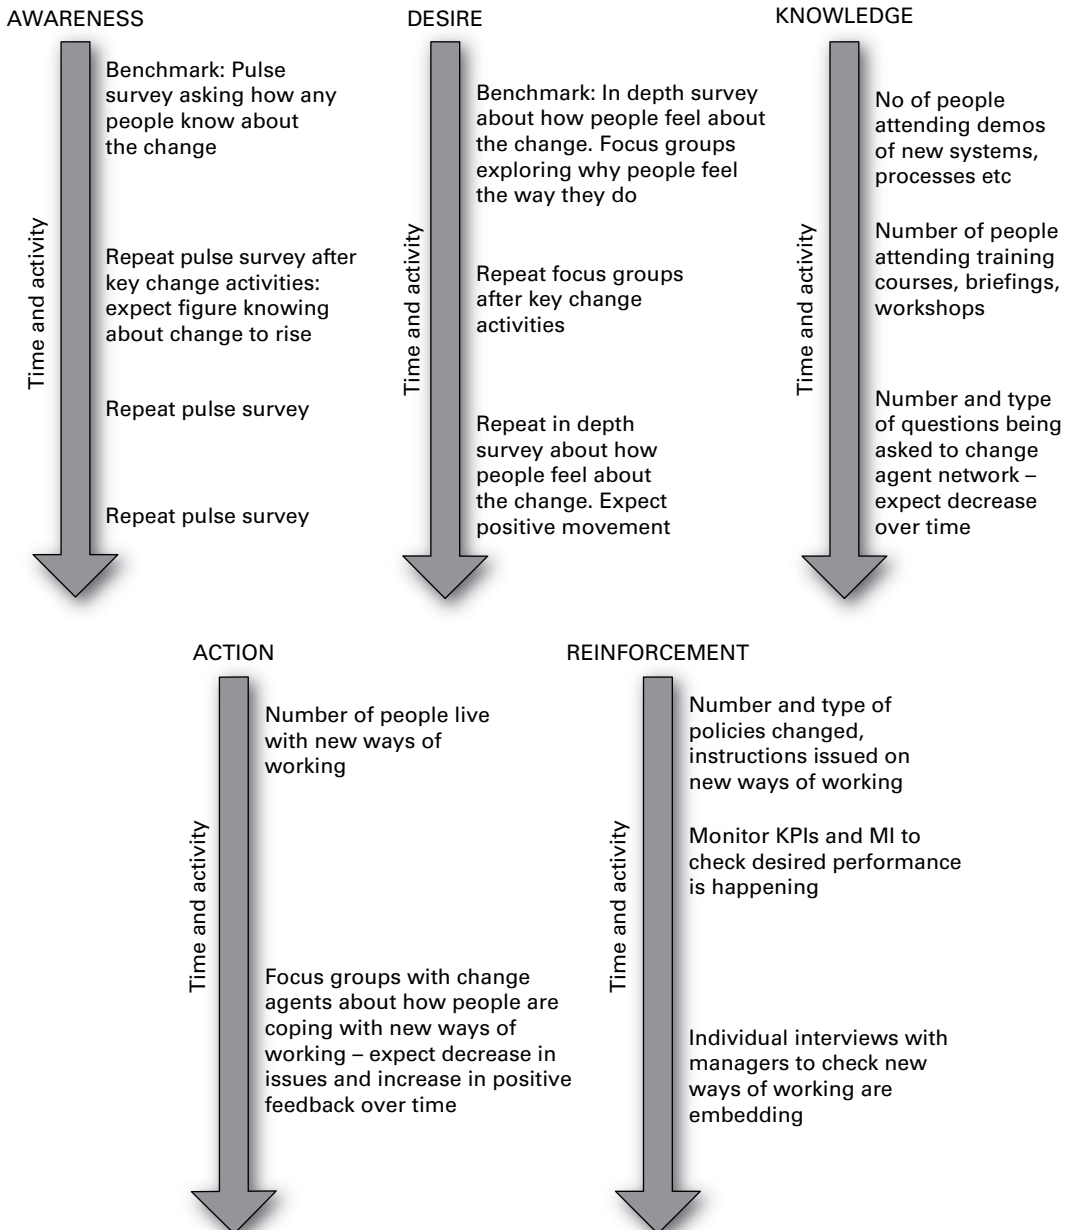 AWARENESS
Time and activity
Benchmark: Pulse
survey asking how any
people know about
the change
Repeat pulse survey after
key change activities:
expect figure knowing
about change to rise
Repeat pulse survey
Repeat pulse survey
DESIRE
Time and activity
Benchmark: In depth survey
about how people feel about
the change. Focus groups
exploring why people feel
the way they do
Repeat focus groups
after key change
activities
Repeat in depth
survey about how
people feel about
the change. Expect
positive movement
KNOWLEDGE
Time and activity
No of people
attending demos
of new systems,
processes etc
Number of people
attending training
courses, briefings,
workshops
Number and type
of questions being
asked to change
agent network –
expect decrease
over time
ACTION
Time and activity
Number of people live
with new ways of
working
Focus groups with change
agents about how people are
coping with new ways of
working – expect decrease in
issues and increase in positive
feedback over time
REINFORCEMENT
Time and activity
Number and type of
policies changed,
instructions issued on
new ways of working
Monitor KPIs and MI to
check desired performance
is happening
Individual interviews with
managers to check new
ways of working are
embedding